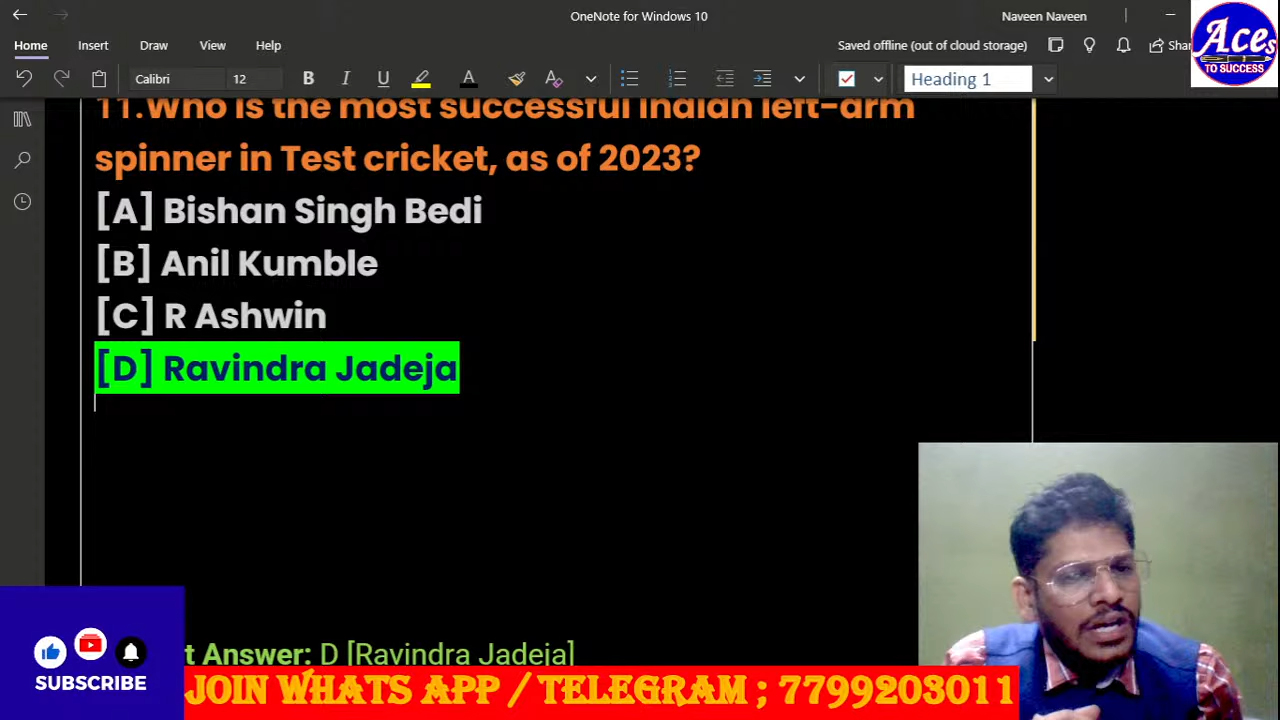 OneNote for Windows 10
Naveen Naveen
Home Insert Draw View Help
Saved offline (out of cloud storage)
Shar
Aces
TO SUCCESS
Calibri 12 B I U A A Heading 1
11.Who is the most successful Indian left-arm
spinner in Test cricket, as of 2023?
[A] Bishan Singh Bedi
[B] Anil Kumble
[C] R Ashwin
[D] Ravindra Jadeja
t Answer: D [Ravindra Jadeja]
SUBSCRIBE
JOIN WHATS APP / TELEGRAM ; 7799203011